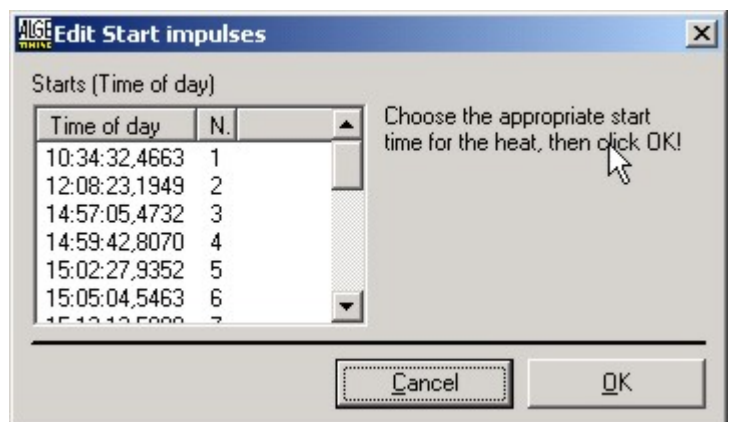 ALGE
TIMING
Edit Start impulses
Starts (Time of day)
Time of day N.
10:34:32,4663 1
12:08:23,1949 2
14:57:05,4732 3
14:59:42,8070 4
15:02:27,9352 5
15:05:04,5463 6
Choose the appropriate start
time for the heat, then click OK!
Cancel
OK